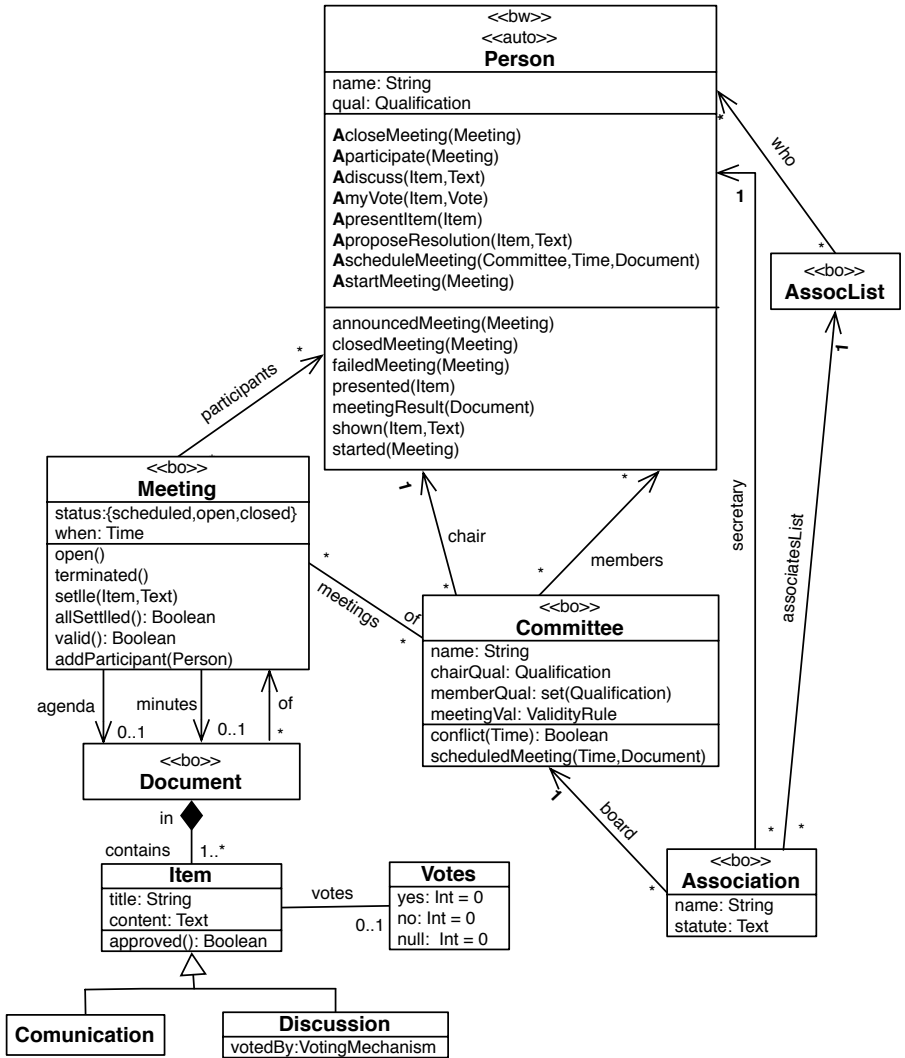 <<bw>>
<<auto>>
Person
name: String
qual: Qualification
AcloseMeeting(Meeting)
Aparticipate(Meeting)
Adiscuss(Item,Text)
AmyVote(Item,Vote)
ApresentItem(Item)
AproposeResolution(Item,Text)
AscheduleMeeting(Committee,Time,Document)
AstartMeeting(Meeting)
announcedMeeting(Meeting)
closedMeeting(Meeting)
failedMeeting(Meeting)
presented(Item)
meetingResult(Document)
shown(Item,Text)
started(Meeting)
*
who
*
1
<<bo>>
AssocList
1
associatesList
secretary
*
participants
*
<<bo>>
Meeting
status:{scheduled,open,closed}
when: Time
open()
terminated()
setlle(Item,Text)
allSettlled(): Boolean
valid(): Boolean
addParticipant(Person)
1
chair
*
*
members
*
*
meetings
of
*
<<bo>>
Committee
name: String
chairQual: Qualification
memberQual: set(Qualification)
meetingVal: ValidityRule
conflict(Time): Boolean
scheduledMeeting(Time,Document)
agenda
0..1
minutes
0..1
of
*
<<bo>>
Document
1
board
*
*
*
<<bo>>
Association
name: String
statute: Text
in
contains
1..*
Item
title: String
content: Text
approved(): Boolean
votes
0..1
Votes
yes: Int = 0
no: Int = 0
null: Int = 0
Comunication
Discussion
votedBy:VotingMechanism